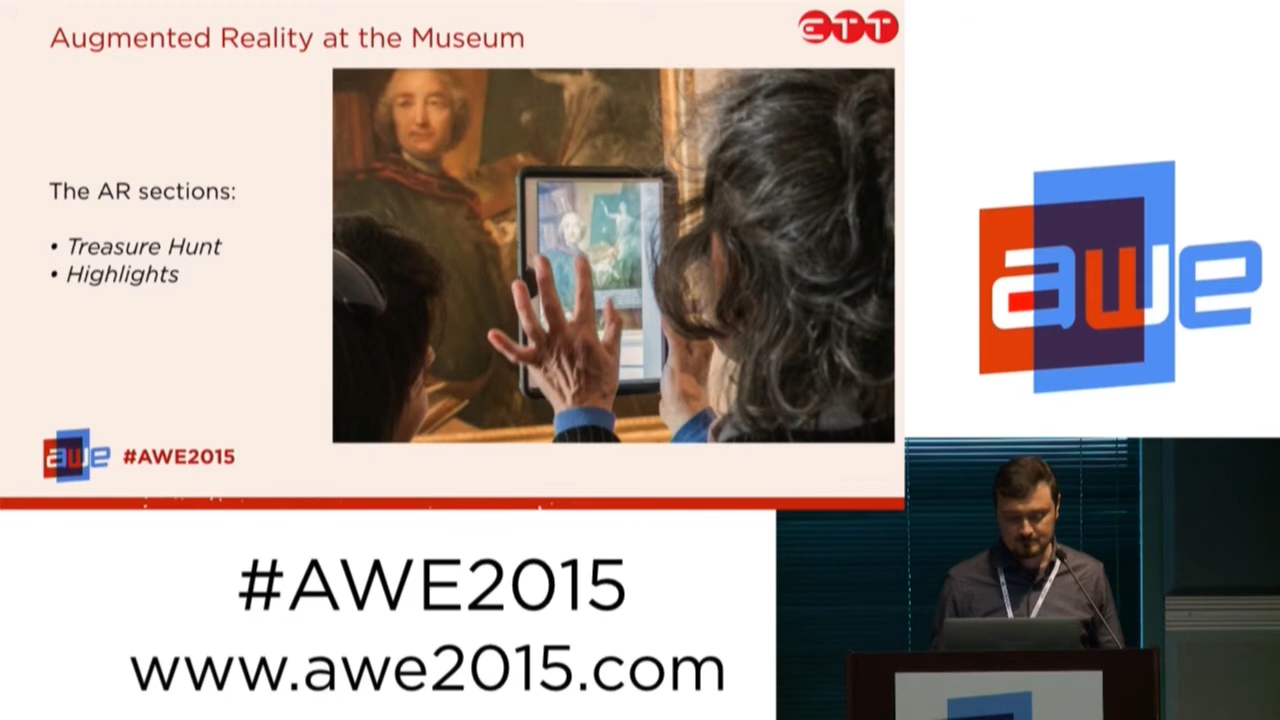 Augmented Reality at the Museum
ETT
The AR sections:
• Treasure Hunt
• Highlights
awe #AWE2015
awe
#AWE2015
www.awe2015.com